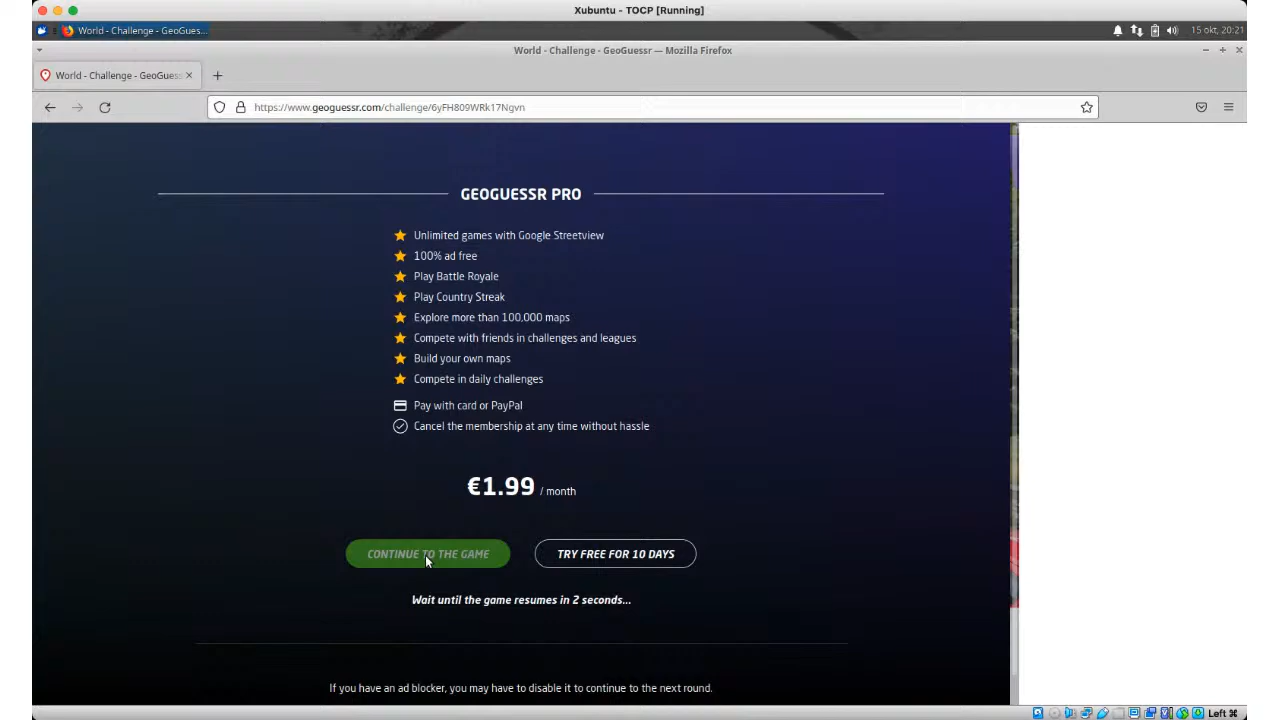 Xubuntu - TOCP [Running]
World - Challenge - GeoGues...
15 okt, 20:21
World - Challenge - GeoGuessr — Mozilla Firefox
World - Challenge - GeoGues
https://www.geoguessr.com/challenge/6yFH809WRk17Ngvn
GEOGUESSR PRO
Unlimited games with Google Streetview
100% ad free
Play Battle Royale
Play Country Streak
Explore more than 100,000 maps
Compete with friends in challenges and leagues
Build your own maps
Compete in daily challenges
Pay with card or PayPal
Cancel the membership at any time without hassle
€1.99 / month
CONTINUE TO THE GAME
TRY FREE FOR 10 DAYS
Wait until the game resumes in 2 seconds...
If you have an ad blocker, you may have to disable it to continue to the next round.
Left ⌘